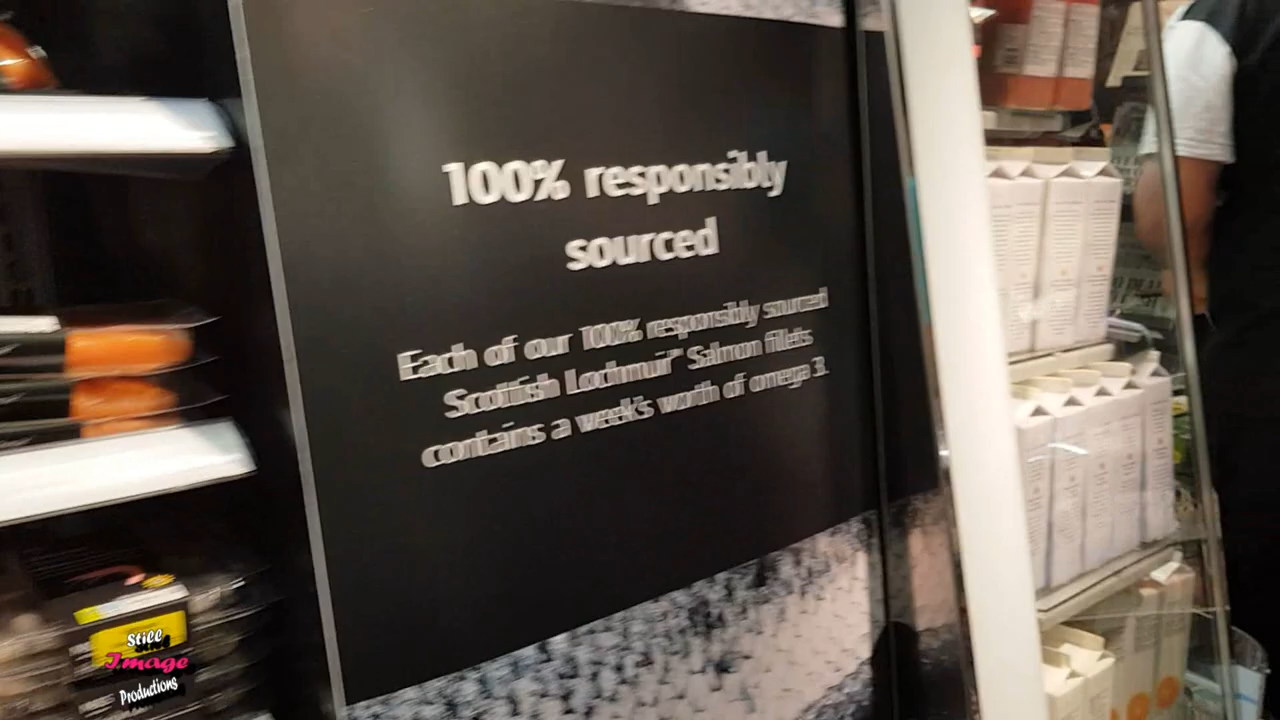 100% responsibly
sourced
Each of our 100% responsibly sourced
Scottish Lochmuir™ Salmon fillets
contains a week's worth of omega 3.
Still
Image
Productions